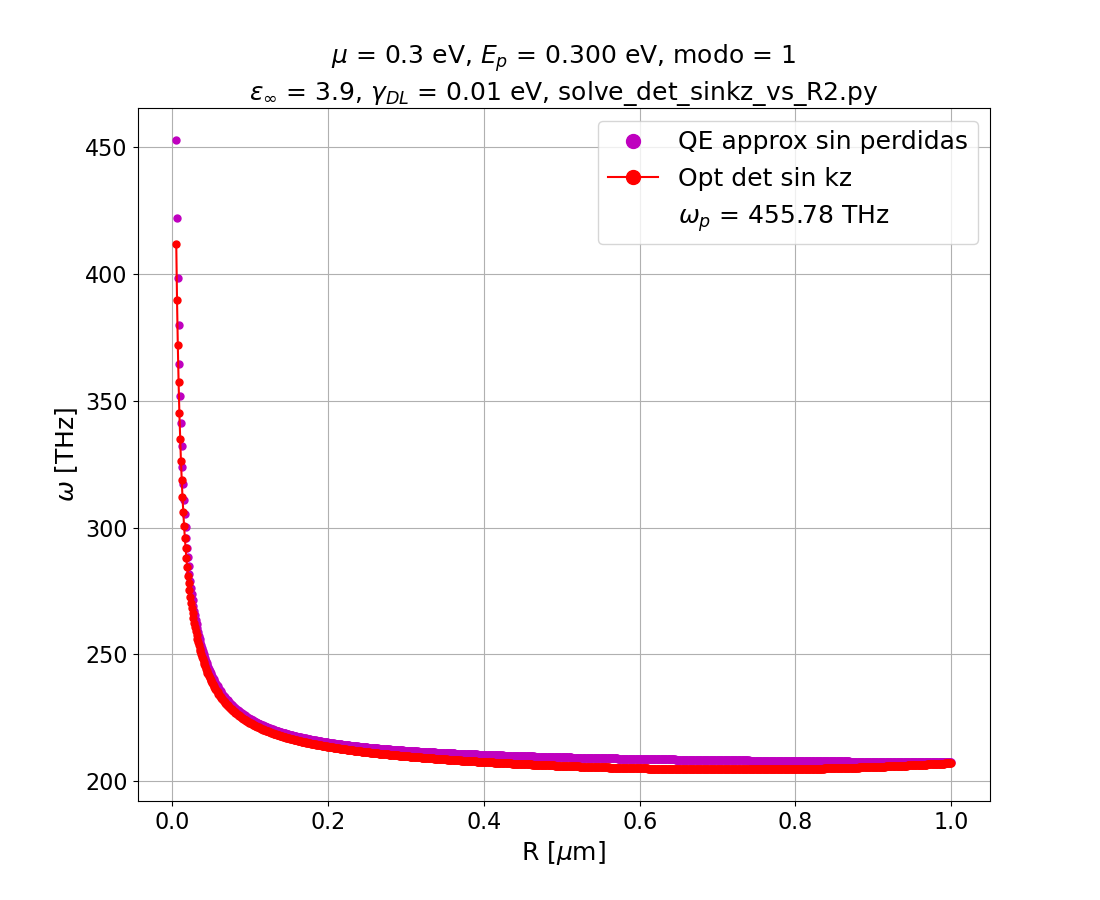 μ = 0.3 eV, E_p = 0.300 eV, modo = 1
ε_∞ = 3.9, γ_DL = 0.01 eV, solve_det_sinkz_vs_R2.py
QE approx sin perdidas
Opt det sin kz
ω_p = 455.78 THz
450
400
350
300
250
200
ω [THz]
0.0 0.2 0.4 0.6 0.8 1.0
R [μm]